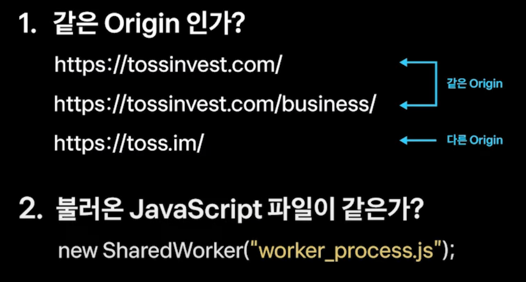 1. 같은 Origin 인가?
https://tossinvest.com/
https://tossinvest.com/business/
같은 Origin
https://toss.im/
다른 Origin
2. 불러온 JavaScript 파일이 같은가?
new SharedWorker("worker_process.js");